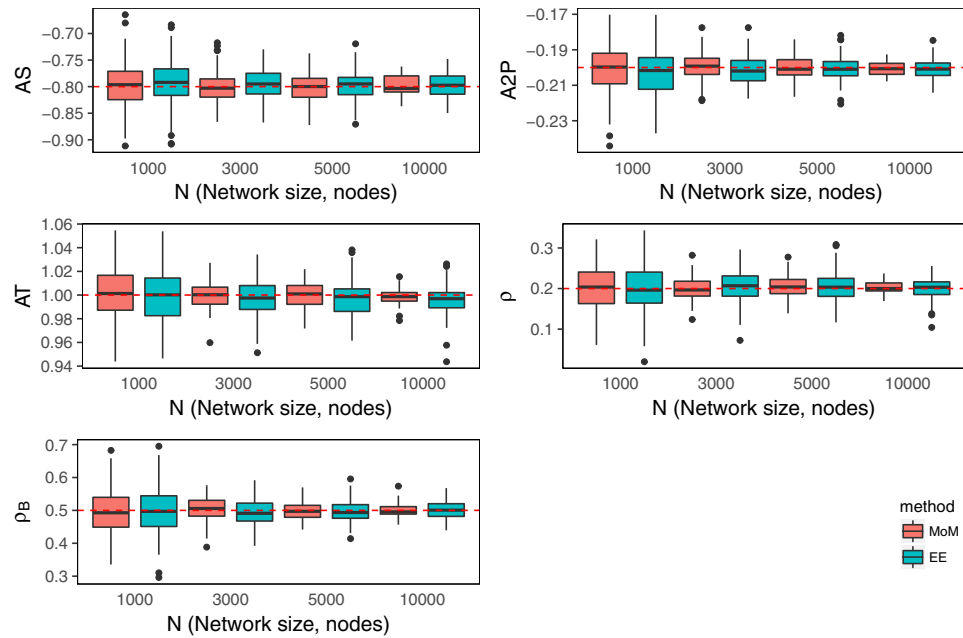 AS
−0.70
−0.75
−0.80
−0.85
−0.90
1000 3000 5000 10000
N (Network size, nodes)
A2P
−0.17
−0.19
−0.21
−0.23
1000 3000 5000 10000
N (Network size, nodes)
AT
1.06
1.04
1.02
1.00
0.98
0.96
0.94
1000 3000 5000 10000
N (Network size, nodes)
ρ
0.3
0.2
0.1
1000 3000 5000 10000
N (Network size, nodes)
ρB
0.7
0.6
0.5
0.4
0.3
1000 3000 5000 10000
N (Network size, nodes)
method
MoM
EE